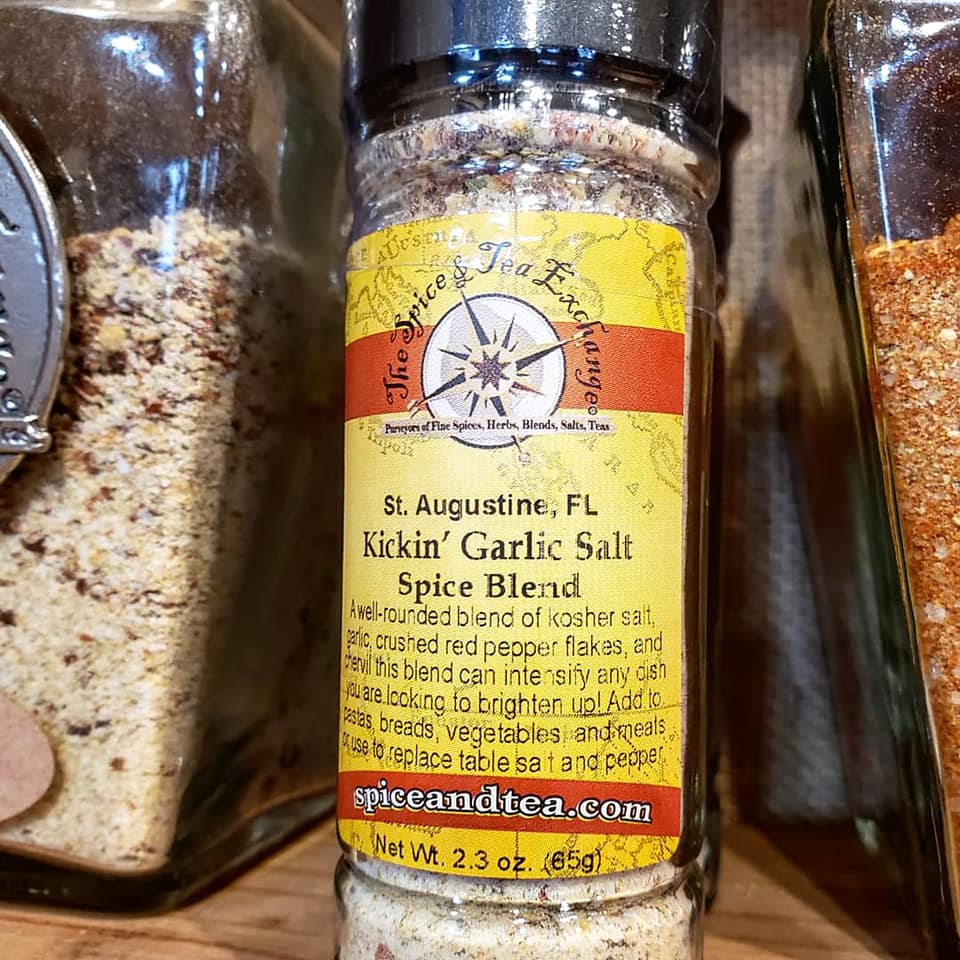 The Spice & Tea Exchange®
Purveyors of Fine Spices, Herbs, Blends, Salts, Teas
St. Augustine, FL
Kickin' Garlic Salt
Spice Blend
A well-rounded blend of kosher salt,
garlic, crushed red pepper flakes, and
chervil this blend can intensify any dish
you are looking to brighten up! Add to
pastas, breads, vegetables, and meals
or use to replace table salt and pepper.
spiceandtea.com
Net Wt. 2.3 oz. (65g)